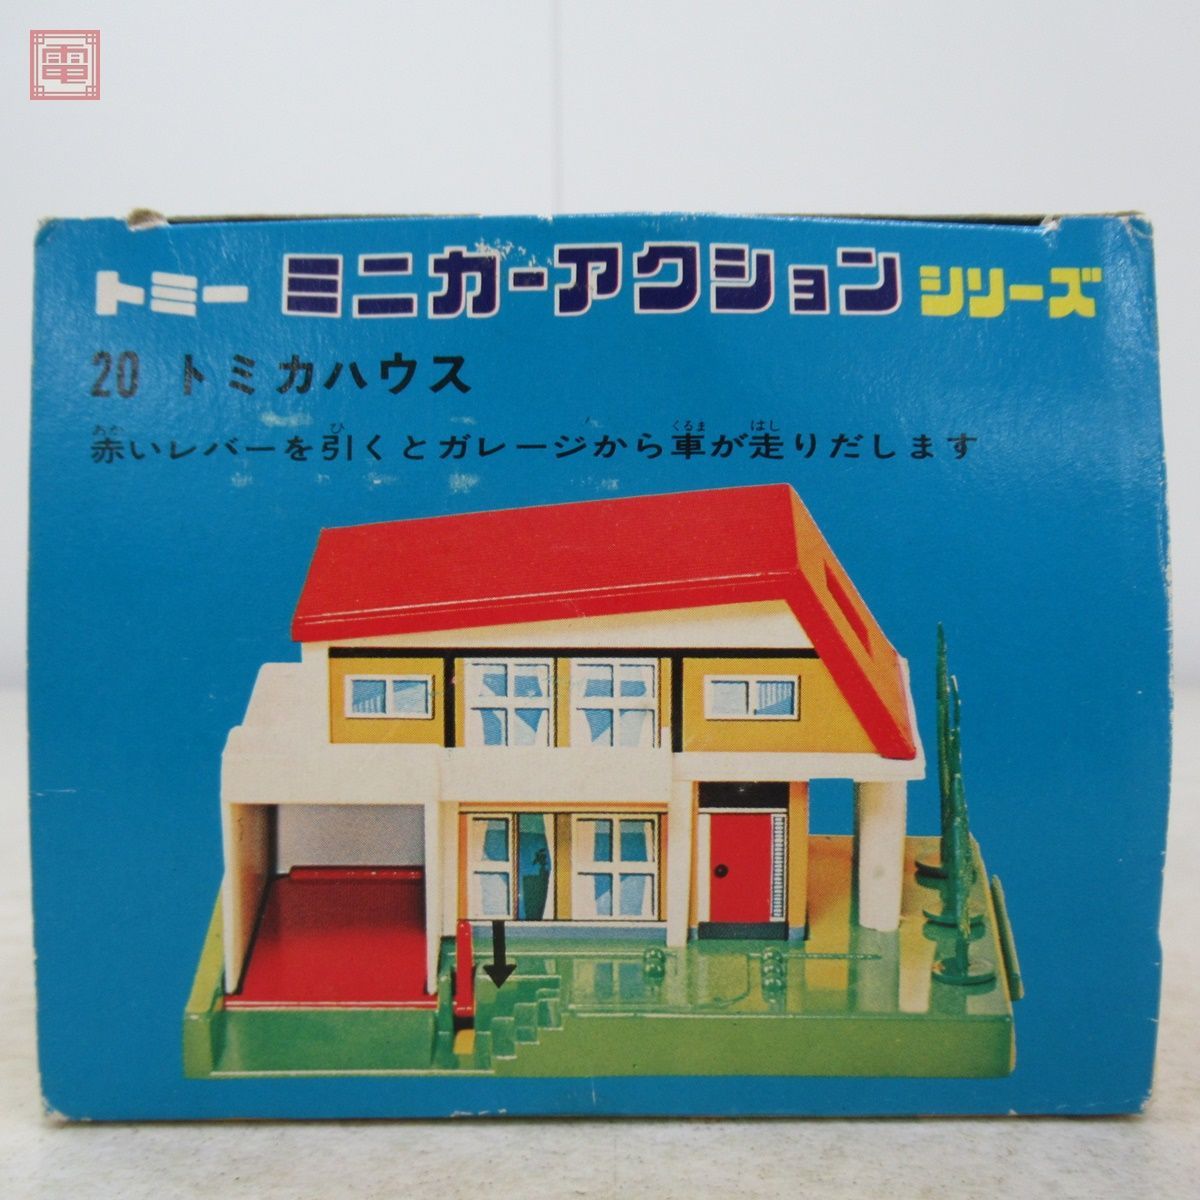 電
トミー ミニカーアクション シリーズ
20 トミカハウス
赤いレバーを引くとガレージから車が走りだします